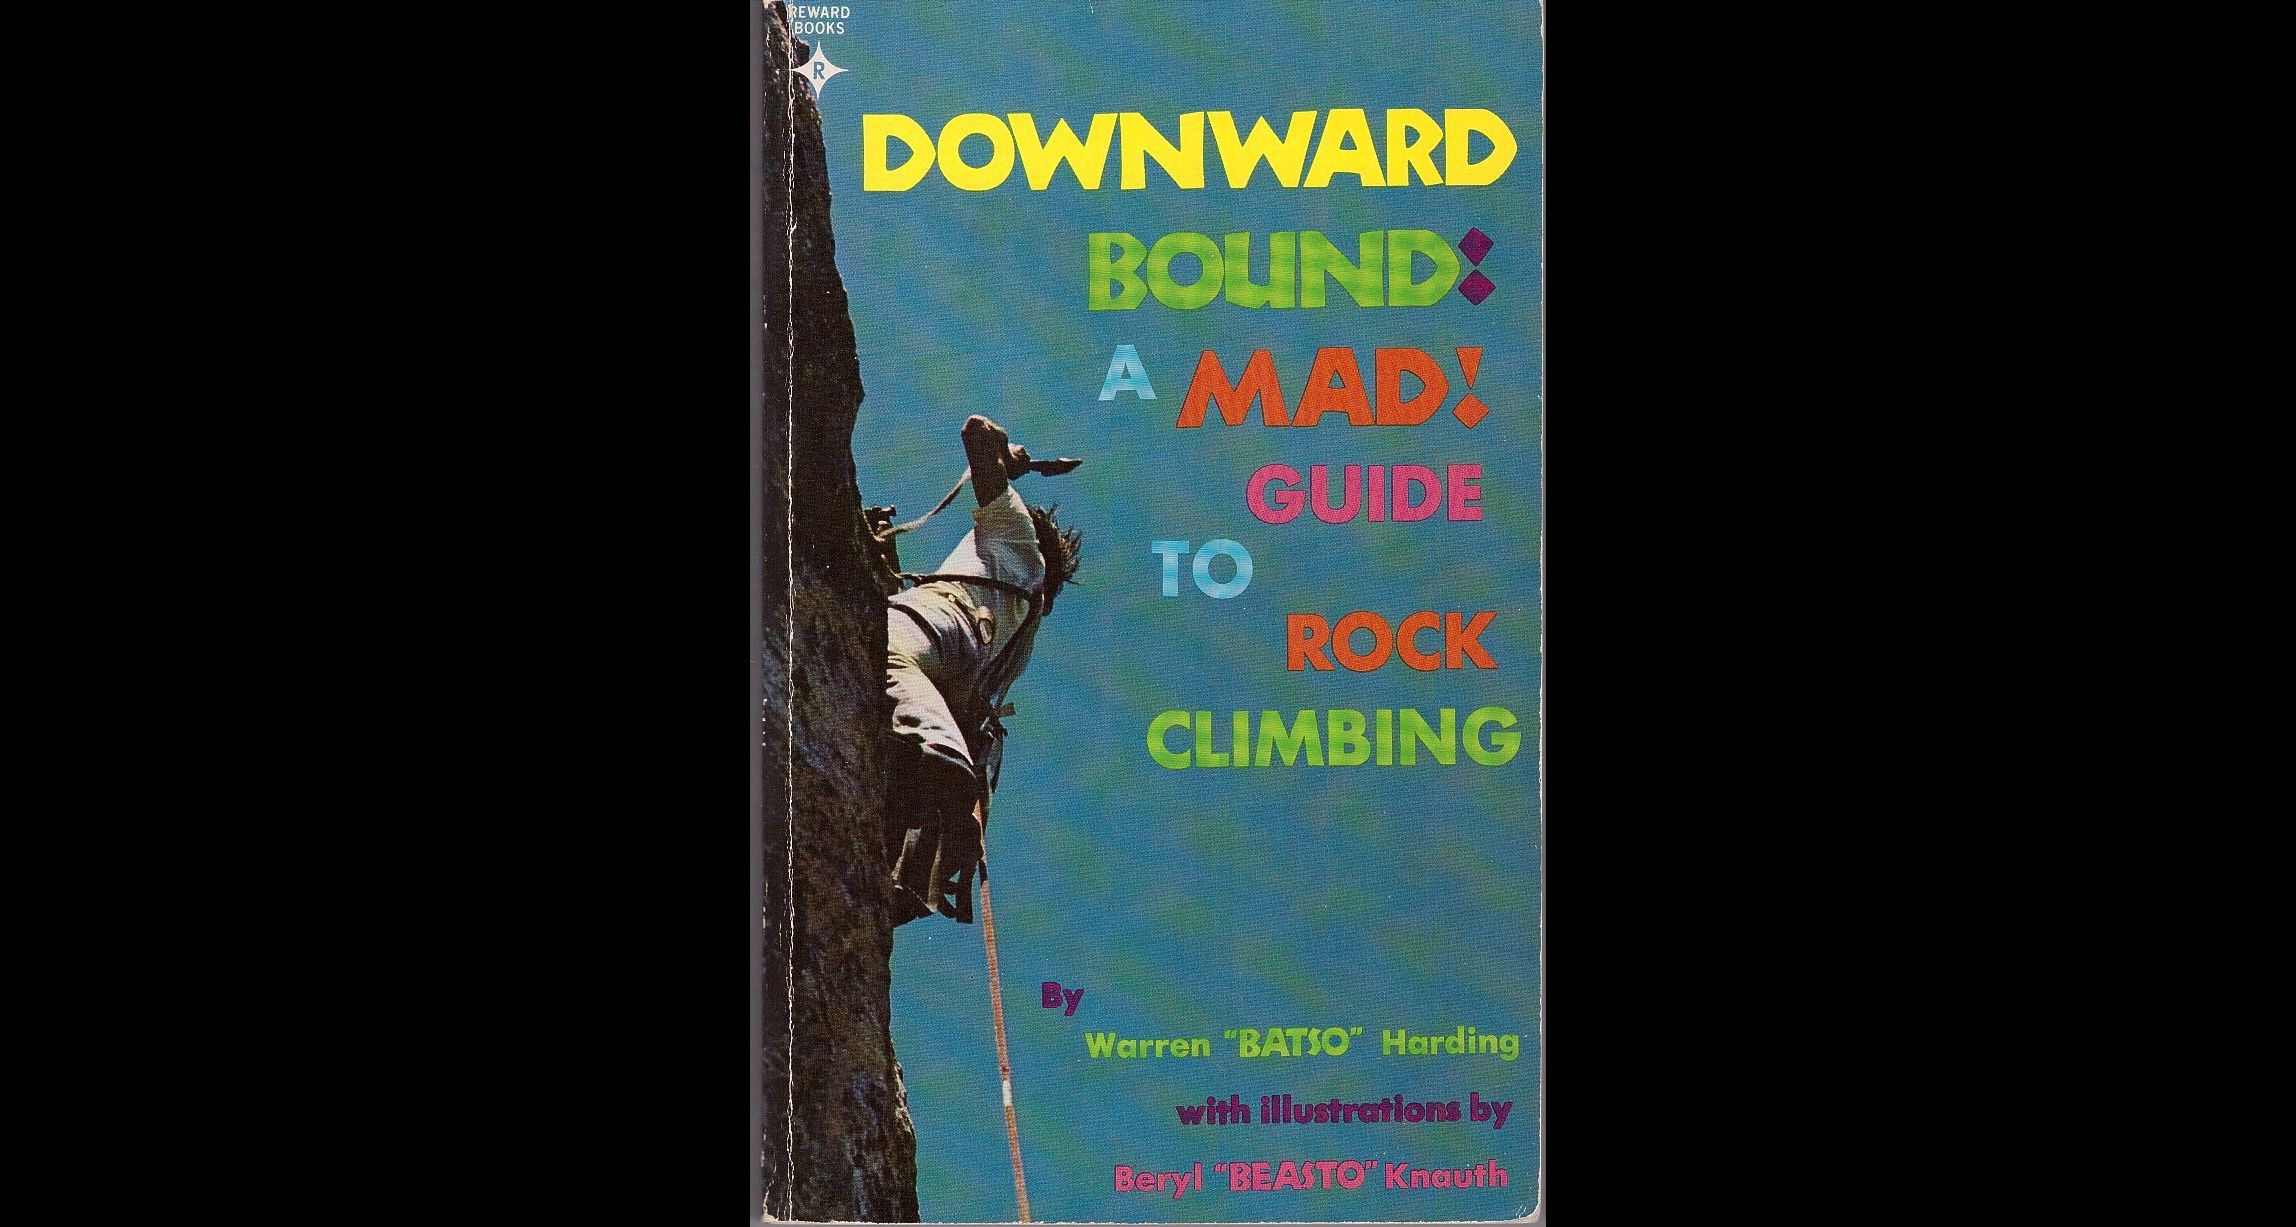 REWARD
BOOKS
R
DOWNWARD
BOUND:
A MAD!
GUIDE
TO
ROCK
CLIMBING
By
Warren "BATSO" Harding
with illustrations by
Beryl "BEASTO" Knauth